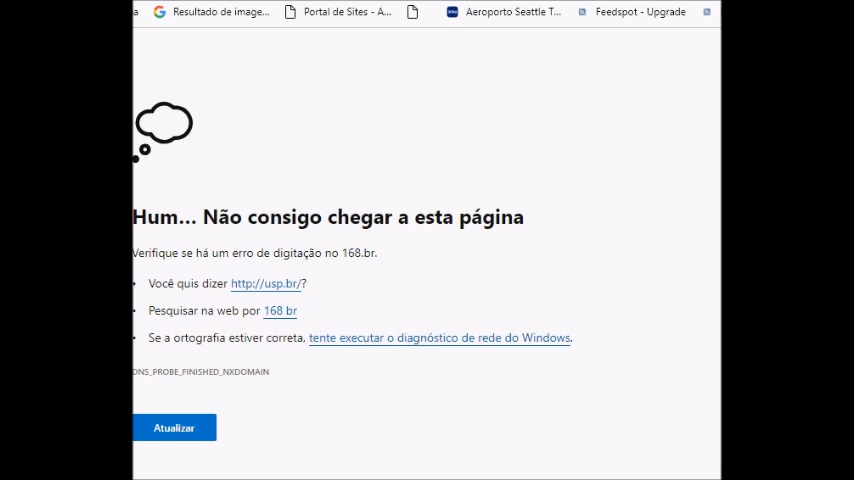 a Resultado de image... Portal de Sites - A... Aeroporto Seattle T... Feedspot - Upgrade
Hum... Não consigo chegar a esta página
Verifique se há um erro de digitação no 168.br.
• Você quis dizer http://usp.br/?
• Pesquisar na web por 168 br
• Se a ortografia estiver correta, tente executar o diagnóstico de rede do Windows.
DNS_PROBE_FINISHED_NXDOMAIN
Atualizar